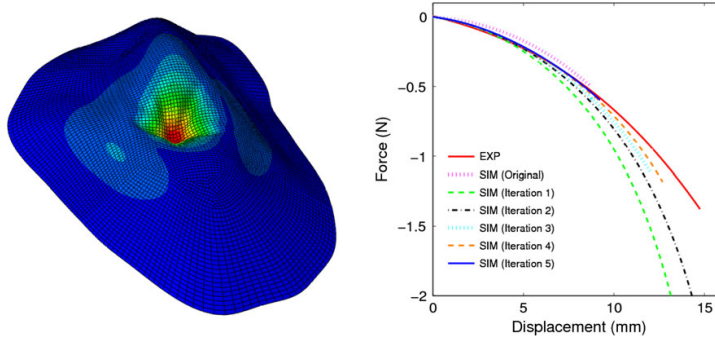 0
−0.5
−1
−1.5
−2
Force (N)
EXP
SIM (Original)
SIM (Iteration 1)
SIM (Iteration 2)
SIM (Iteration 3)
SIM (Iteration 4)
SIM (Iteration 5)
0 5 10 15
Displacement (mm)